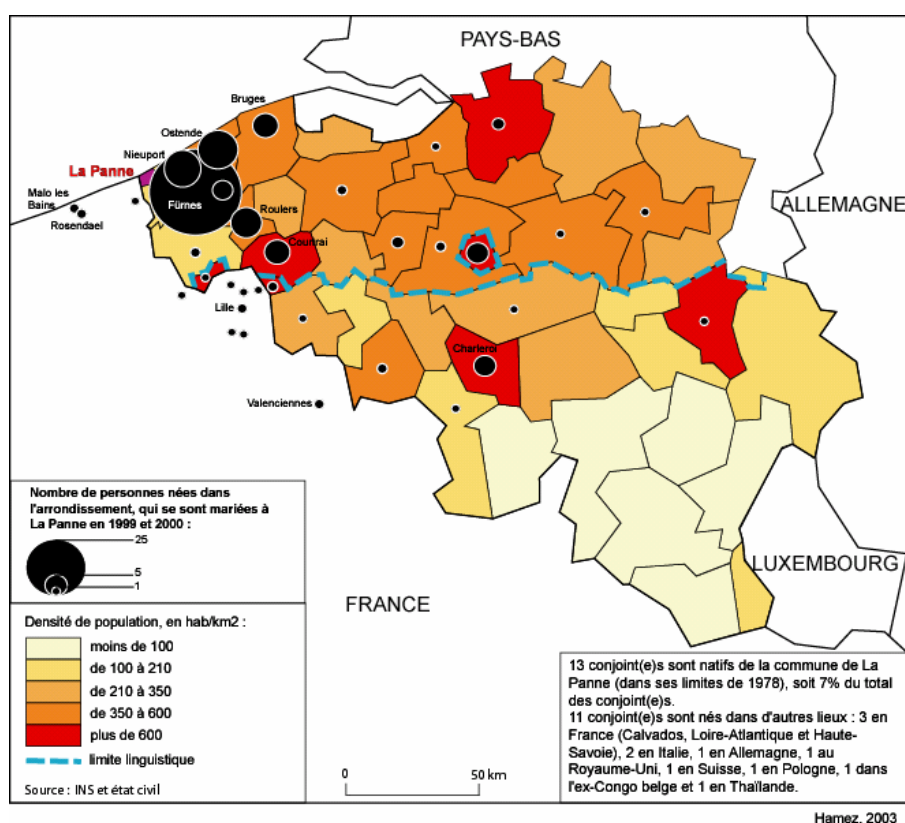 PAYS-BAS
Bruges
Ostende
Nieuport
La Panne
Malo les
Bains
Rosendael
Fürnes
Roulers
Courtrai
ALLEMAGNE
Lille
Charleroi
Valenciennes
Nombre de personnes nées dans
l'arrondissement, qui se sont mariées à
La Panne en 1999 et 2000 :
25
5
1
LUXEMBOURG
FRANCE
Densité de population, en hab/km2 :
moins de 100
de 100 à 210
de 210 à 350
de 350 à 600
plus de 600
limite linguistique
Source : INS et état civil
0 50 km
13 conjoint(e)s sont natifs de la commune de La
Panne (dans ses limites de 1978), soit 7% du total
des conjoint(e)s.
11 conjoint(e)s sont nés dans d'autres lieux : 3 en
France (Calvados, Loire-Atlantique et Haute-
Savoie), 2 en Italie, 1 en Allemagne, 1 au
Royaume-Uni, 1 en Suisse, 1 en Pologne, 1 dans
l'ex-Congo belge et 1 en Thaïlande.
Hamez, 2003